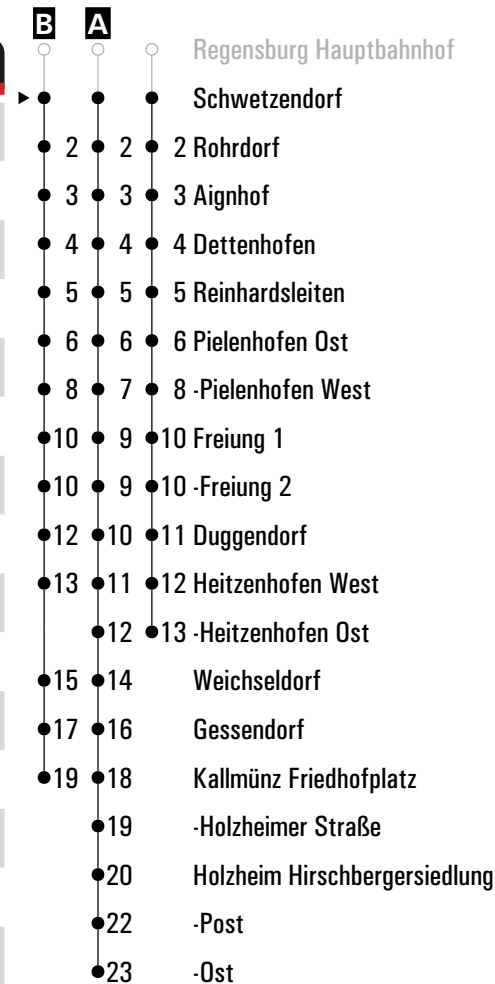 B A
Regensburg Hauptbahnhof
Schwetzendorf
2 2 2 Rohrdorf
3 3 3 Aignhof
4 4 4 Dettenhofen
5 5 5 Reinhardsleiten
6 6 6 Pielenhofen Ost
8 7 8 -Pielenhofen West
10 9 10 Freiung 1
10 9 10 -Freiung 2
12 10 11 Duggendorf
13 11 12 Heitzenhofen West
12 13 -Heitzenhofen Ost
15 14 Weichseldorf
17 16 Gessendorf
19 18 Kallmünz Friedhofplatz
19 -Holzheimer Straße
20 Holzheim Hirschbergersiedlung
22 -Post
23 -Ost